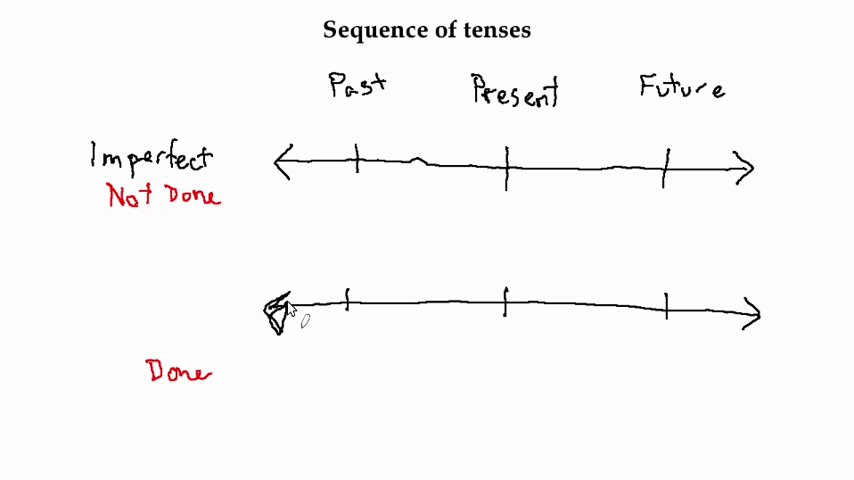 Sequence of tenses
Past Present Future
Imperfect
Not Done
Done